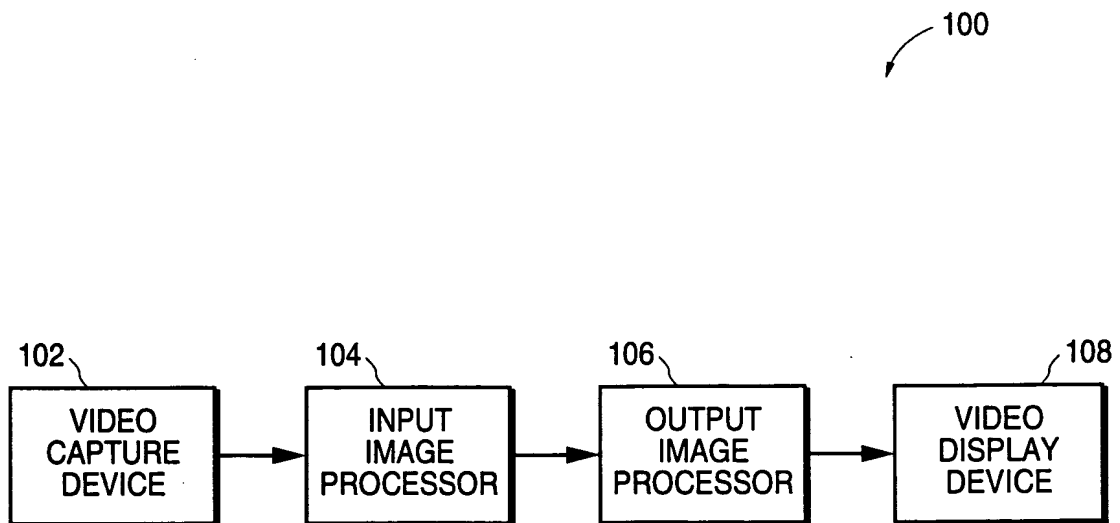 100
102
104
106
108
VIDEO
CAPTURE
DEVICE
INPUT
IMAGE
PROCESSOR
OUTPUT
IMAGE
PROCESSOR
VIDEO
DISPLAY
DEVICE